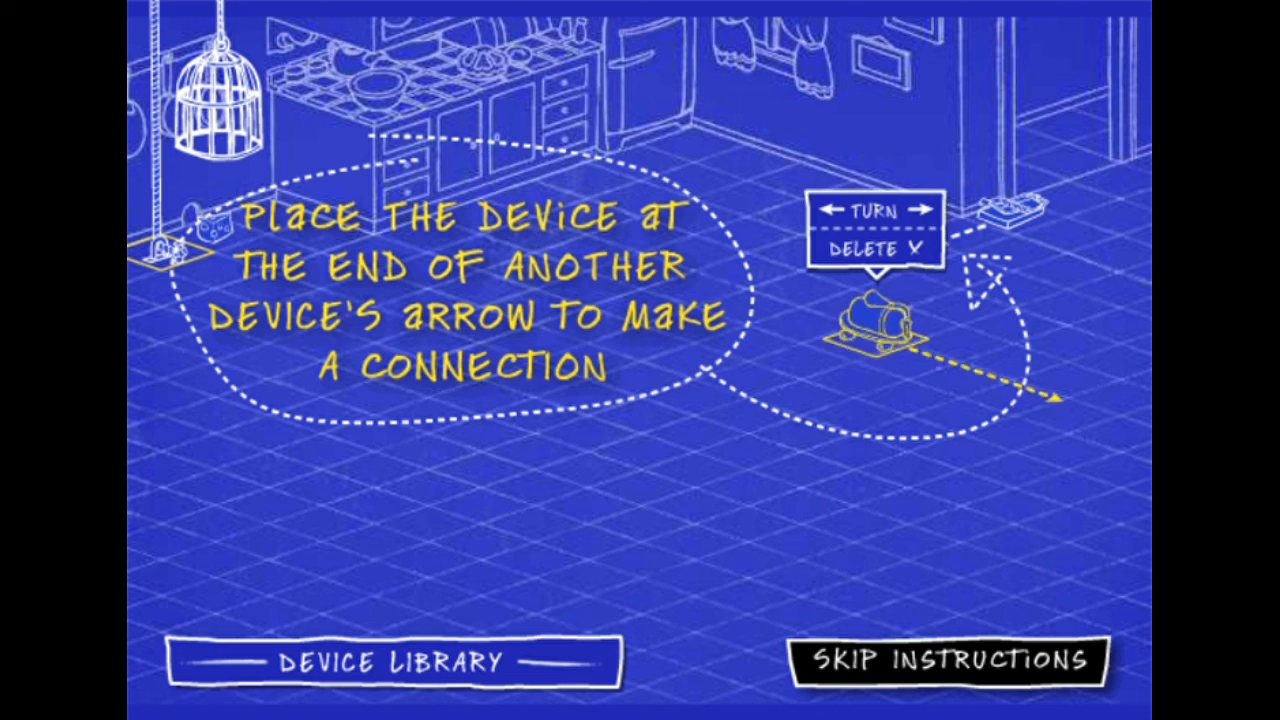 PLACE THE DEVICE AT
THE END OF ANOTHER
DEVICE'S ARROW TO MAKE
A CONNECTION
TURN
DELETE X
DEVICE LIBRARY
SKIP INSTRUCTIONS